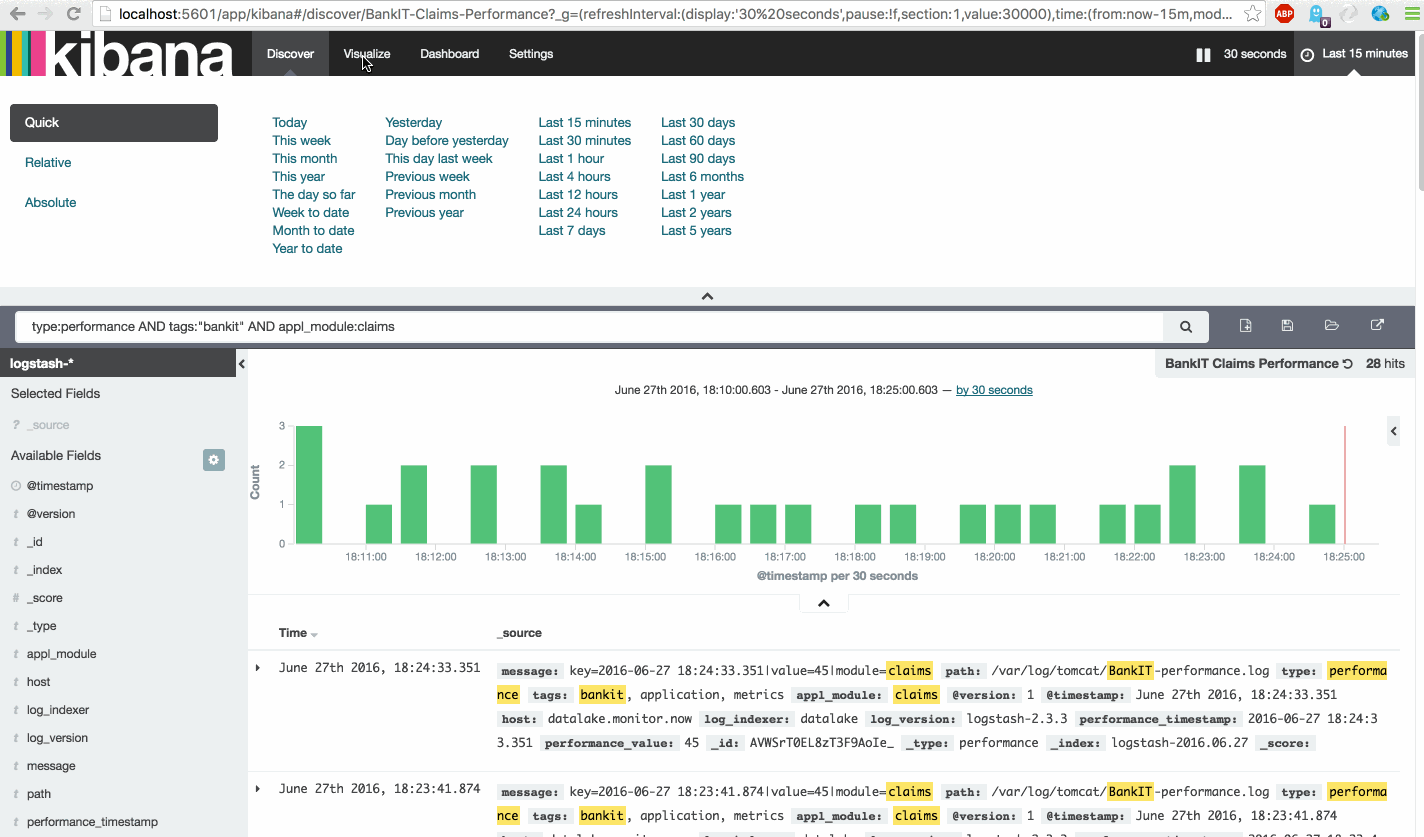 localhost:5601/app/kibana#/discover/BankIT-Claims-Performance?_g=(refreshInterval:(display:'30%20seconds',pause:!f,section:1,value:30000),time:(from:now-15m,mod...
ABP
0
kibana
Discover Visualize Dashboard Settings 30 seconds Last 15 minutes
Quick
Relative
Absolute
Today Yesterday Last 15 minutes Last 30 days
This week Day before yesterday Last 30 minutes Last 60 days
This month This day last week Last 1 hour Last 90 days
This year Previous week Last 4 hours Last 6 months
The day so far Previous month Last 12 hours Last 1 year
Week to date Previous year Last 24 hours Last 2 years
Month to date Last 7 days Last 5 years
Year to date
type:performance AND tags:"bankit" AND appl_module:claims
logstash-*
BankIT Claims Performance 28 hits
Selected Fields
? _source
Available Fields
@timestamp
t @version
t _id
t _index
# _score
t _type
t appl_module
t host
t log_indexer
t log_version
t message
t path
t performance_timestamp
June 27th 2016, 18:10:00.603 - June 27th 2016, 18:25:00.603 — by 30 seconds
Count
3
2
1
0
18:11:00 18:12:00 18:13:00 18:14:00 18:15:00 18:16:00 18:17:00 18:18:00 18:19:00 18:20:00 18:21:00 18:22:00 18:23:00 18:24:00 18:25:00
@timestamp per 30 seconds
Time _source
June 27th 2016, 18:24:33.351 message: key=2016-06-27 18:24:33.351|value=45|module=claims path: /var/log/tomcat/BankIT-performance.log type: performa
nce tags: bankit, application, metrics appl_module: claims @version: 1 @timestamp: June 27th 2016, 18:24:33.351
host: datalake.monitor.now log_indexer: datalake log_version: logstash-2.3.3 performance_timestamp: 2016-06-27 18:24:3
3.351 performance_value: 45 _id: AVWSrT0EL8zT3F9AoIe_ _type: performance _index: logstash-2016.06.27 _score:
June 27th 2016, 18:23:41.874 message: key=2016-06-27 18:23:41.874|value=45|module=claims path: /var/log/tomcat/BankIT-performance.log type: performa
nce tags: bankit, application, metrics appl_module: claims @version: 1 @timestamp: June 27th 2016, 18:23:41.874